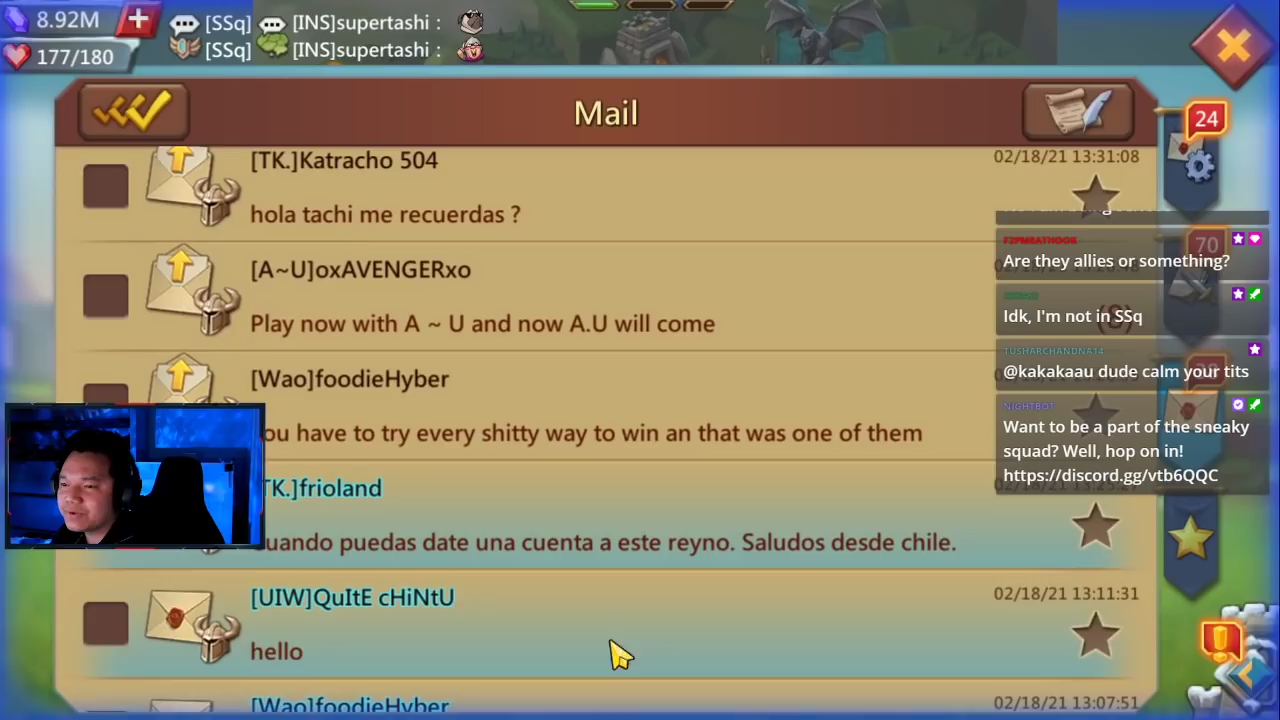 8.92M
[SSq] [INS]supertashi :
177/180
[SSq] [INS]supertashi :
Mail
24
[TK.]Katracho 504
02/18/21 13:31:08
hola tachi me recuerdas ?
F2PMEATHOOK
70
Are they allies or something?
[A~U]oxAVENGERxo
Play now with A ~ U and now A.U will come
Idk, I'm not in SSq
TUSHARCHANDNA14
@kakakaau dude calm your tits
[Wao]foodieHyber
ou have to try every shitty way to win an that was one of them
NIGHTBOT
Want to be a part of the sneaky
squad? Well, hop on in!
https://discord.gg/vtb6QQC
TK.]frioland
uando puedas date una cuenta a este reyno. Saludos desde chile.
[UIW]QuItE cHiNtU
02/18/21 13:11:31
hello
[Wao]foodieHyber
02/18/21 13:07:51